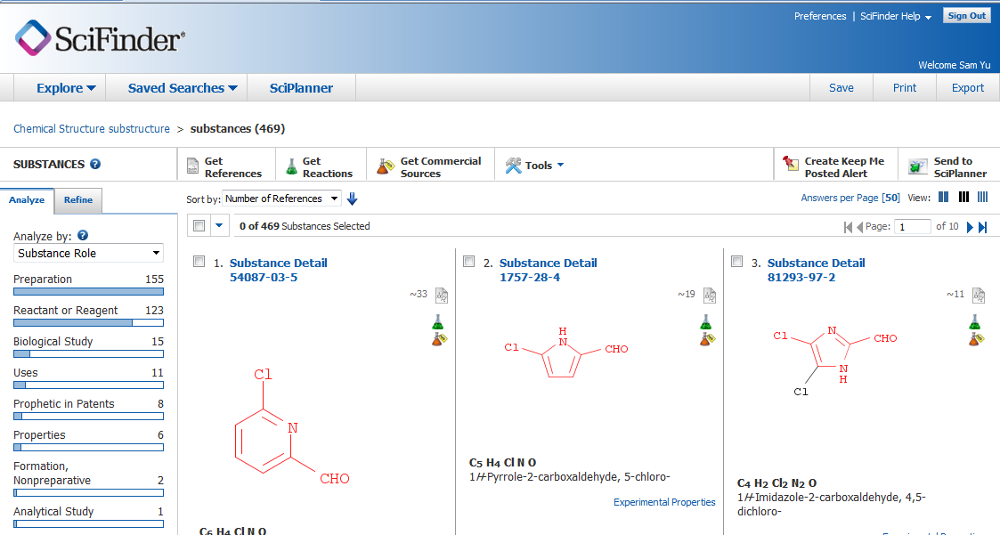 Preferences | SciFinder Help
Sign Out
SciFinder®
Welcome Sam Yu
Explore
Saved Searches
SciPlanner
Save
Print
Export
Chemical Structure substructure > substances (469)
SUBSTANCES ?
Get
References
Get
Reactions
Get Commercial
Sources
Tools
Create Keep Me
Posted Alert
Send to
SciPlanner
Analyze
Refine
Sort by: Number of References
Answers per Page [50] View:
0 of 469 Substances Selected
Page: 1 of 10
Analyze by: ?
Substance Role
Preparation 155
Reactant or Reagent 123
Biological Study 15
Uses 11
Prophetic in Patents 8
Properties 6
Formation,
Nonpreparative 2
Analytical Study 1
1. Substance Detail
54087-03-5
~33
Cl
N
CHO
C6 H4 Cl N O
2. Substance Detail
1757-28-4
~19
H
N
Cl
CHO
C5 H4 Cl N O
1H-Pyrrole-2-carboxaldehyde, 5-chloro-
Experimental Properties
3. Substance Detail
81293-97-2
~11
Cl
N
CHO
N
H
Cl
C4 H2 Cl2 N2 O
1H-Imidazole-2-carboxaldehyde, 4,5-
dichloro-
Experimental Properties